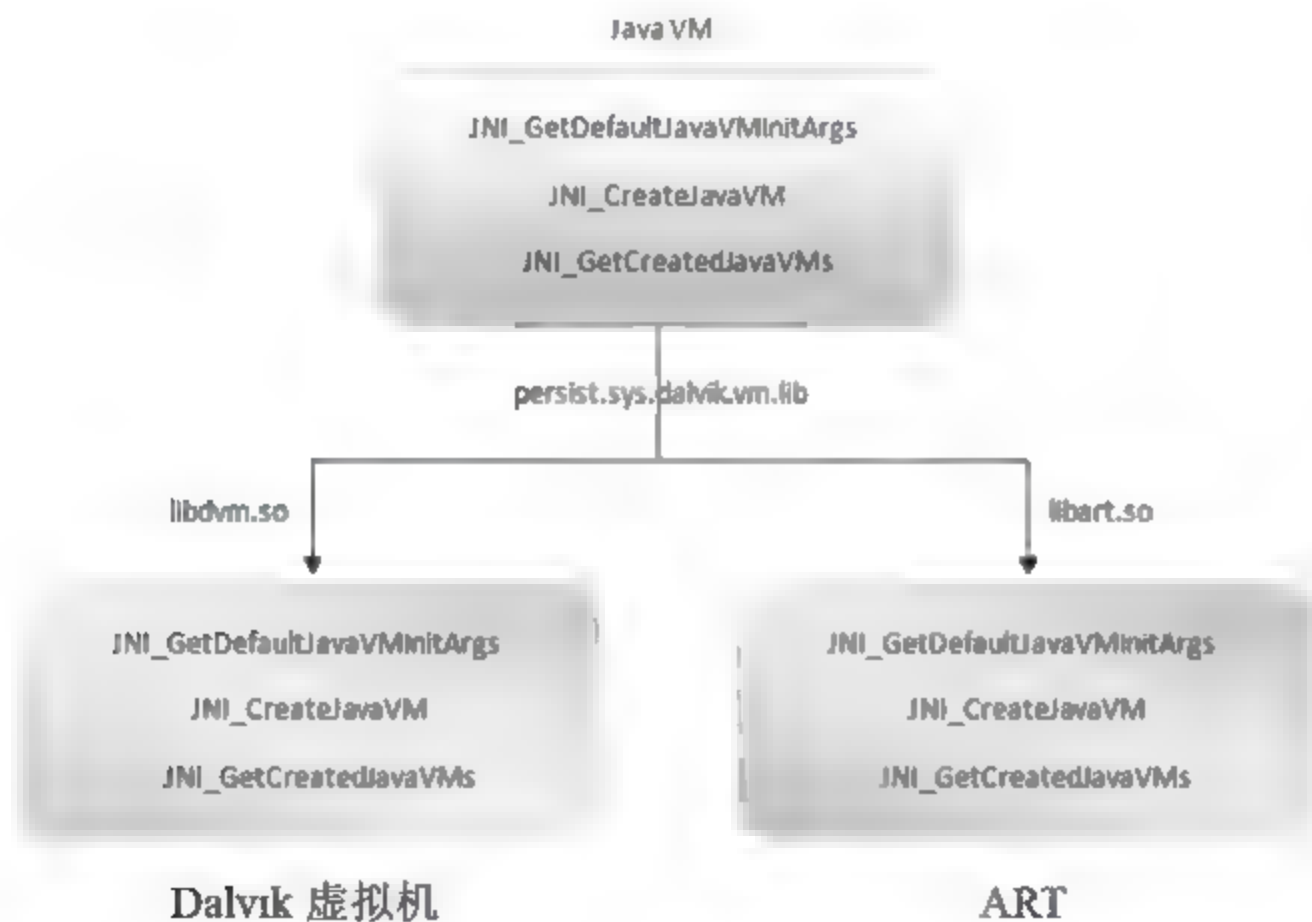 Java VM
JNI_GetDefaultJavaVMInitArgs
JNI_CreateJavaVM
JNI_GetCreatedJavaVMs
persist.sys.dalvik.vm.lib
libdvm.so
libart.so
JNI_GetDefaultJavaVMInitArgs
JNI_CreateJavaVM
JNI_GetCreatedJavaVMs
JNI_GetDefaultJavaVMInitArgs
JNI_CreateJavaVM
JNI_GetCreatedJavaVMs
Dalvik 虚拟机
ART